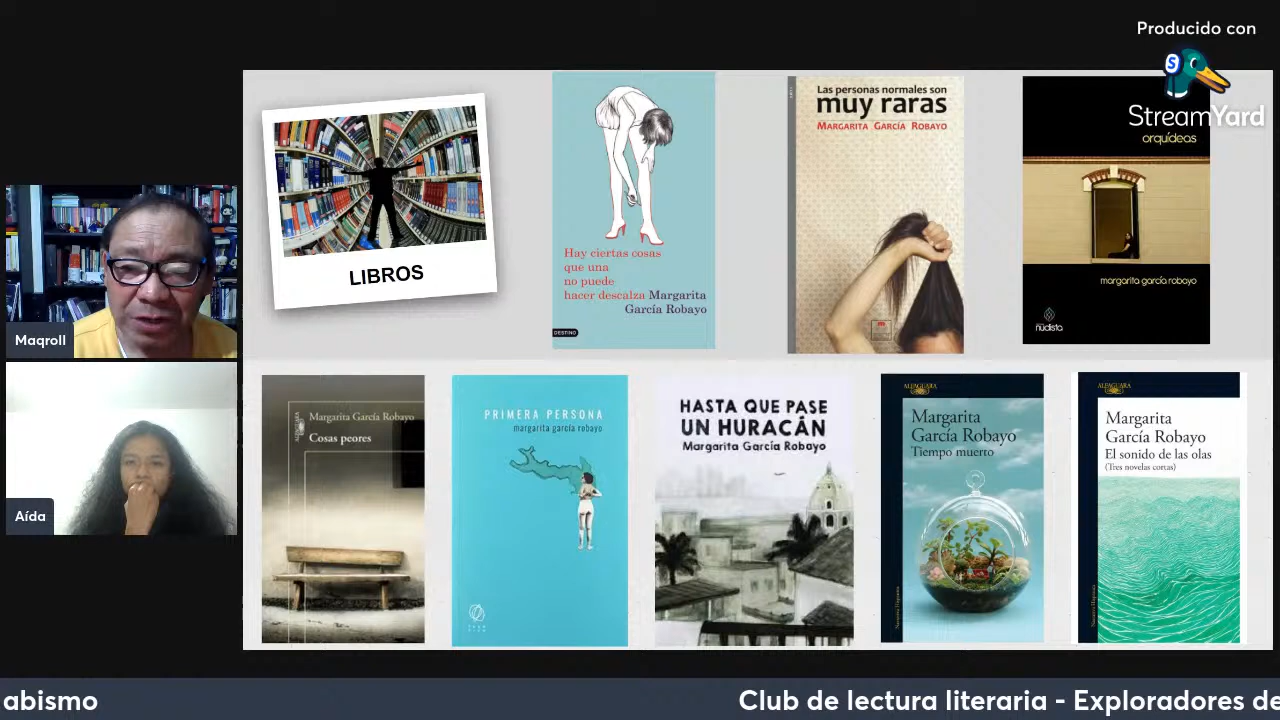 Producido con
S
StreamYard
LIBROS
Hay ciertas cosas
que una
no puede
hacer descalza Margarita
García Robayo
DESTINO
Las personas normales son
muy raras
MARGARITA GARCÍA ROBAYO
orquídeas
margarita garcía robayo
nudista
Maqroll
Aída
ALFAGUARA
Margarita García Robayo
Cosas peores
PRIMERA PERSONA
margarita garcía robayo
HASTA QUE PASE
UN HURACÁN
Margarita García Robayo
ALFAGUARA
Margarita
García Robayo
Tiempo muerto
ALFAGUARA
Margarita
García Robayo
El sonido de las olas
(Tres novelas cortas)
abismo
Club de lectura literaria - Exploradores de